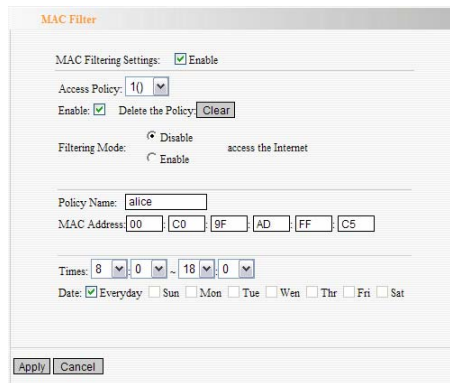 MAC Filter
MAC Filtering Settings: Enable
Access Policy: 1()
Enable: Delete the Policy: Clear
Filtering Mode: Disable Enable access the Internet
Policy Name: alice
MAC Address: 00 : C0 : 9F : AD : FF : C5
Times: 8 : 0 ~ 18 : 0
Date: Everyday Sun Mon Tue Wen Thr Fri Sat
Apply Cancel